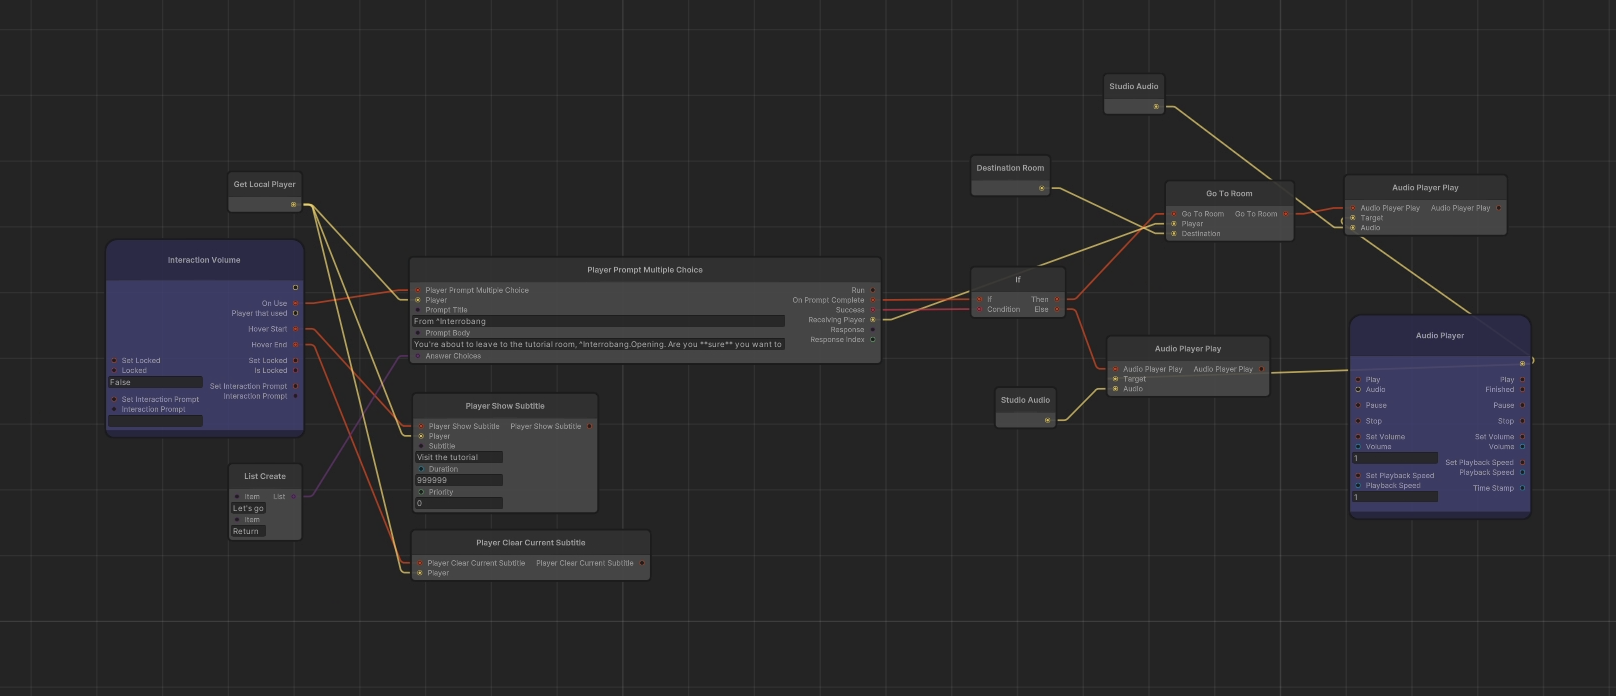 Studio Audio
Destination Room
Get Local Player
Go To Room
Go To Room Go To Room
Player
Destination
Audio Player Play
Audio Player Play Audio Player Play
Target
Audio
Interaction Volume
On Use
Player that used
Hover Start
Hover End
Set Locked Set Locked
Locked Is Locked
False
Set Interaction Prompt
Set Interaction Prompt Interaction Prompt
Interaction Prompt
Player Prompt Multiple Choice
Player Prompt Multiple Choice Run
Player On Prompt Complete
Prompt Title Success
From ^Interrobang Receiving Player
Prompt Body Response
You're about to leave to the tutorial room, ^Interrobang.Opening. Are you **sure** you want to Response Index
Answer Choices
If
If Then
Condition Else
Audio Player Play
Audio Player Play Audio Player Play
Target
Audio
Studio Audio
Audio Player
Play Play
Audio Finished
Pause Pause
Stop Stop
Set Volume Set Volume
Volume Volume
1
Set Playback Speed
Set Playback Speed Playback Speed
Playback Speed Time Stamp
1
Player Show Subtitle
Player Show Subtitle Player Show Subtitle
Player
Subtitle
Visit the tutorial
Duration
999999
Priority
0
List Create
Item List
Let's go
Item
Return
Player Clear Current Subtitle
Player Clear Current Subtitle Player Clear Current Subtitle
Player